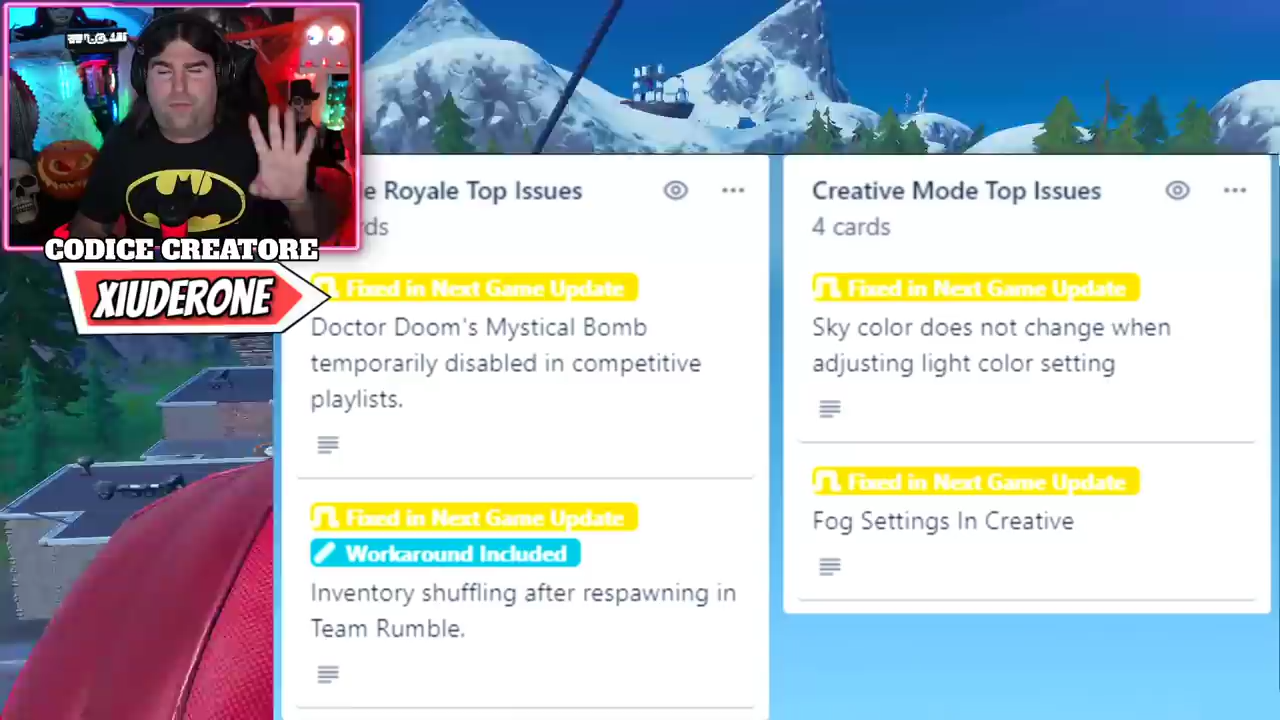 CODICE CREATORE
XIUDERONE
e Royale Top Issues
rds
Fixed in Next Game Update
Doctor Doom's Mystical Bomb
temporarily disabled in competitive
playlists.
Fixed in Next Game Update
Workaround Included
Inventory shuffling after respawning in
Team Rumble.
Creative Mode Top Issues
4 cards
Fixed in Next Game Update
Sky color does not change when
adjusting light color setting
Fixed in Next Game Update
Fog Settings In Creative